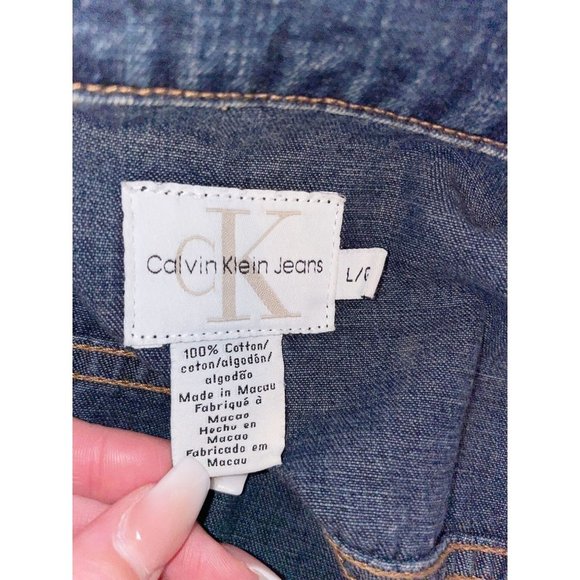 CK
Calvin Klein Jeans
L/G
100% Cotton/
coton/algodón/
algodão
Made in Macau
Fabriqué à
Macao
Hecho en
Macao
Fabricado em
Macau